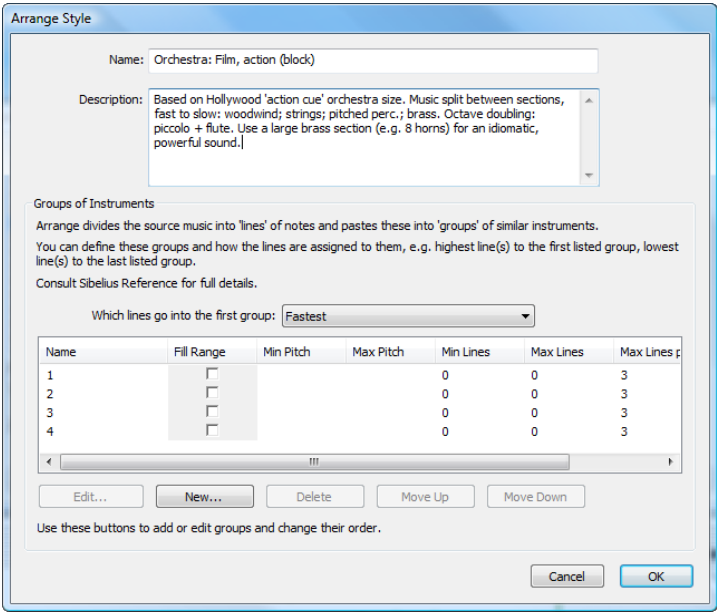 Arrange Style
Name: Orchestra: Film, action (block)
Description: Based on Hollywood 'action cue' orchestra size. Music split between sections,
fast to slow: woodwind; strings; pitched perc.; brass. Octave doubling:
piccolo + flute. Use a large brass section (e.g. 8 horns) for an idiomatic,
powerful sound.
Groups of Instruments
Arrange divides the source music into 'lines' of notes and pastes these into 'groups' of similar instruments.
You can define these groups and how the lines are assigned to them, e.g. highest line(s) to the first listed group, lowest
line(s) to the last listed group.
Consult Sibelius Reference for full details.
Which lines go into the first group: Fastest
Name Fill Range Min Pitch Max Pitch Min Lines Max Lines Max Lines p
1 0 0 3
2 0 0 3
3 0 0 3
4 0 0 3
Edit... New... Delete Move Up Move Down
Use these buttons to add or edit groups and change their order.
Cancel OK